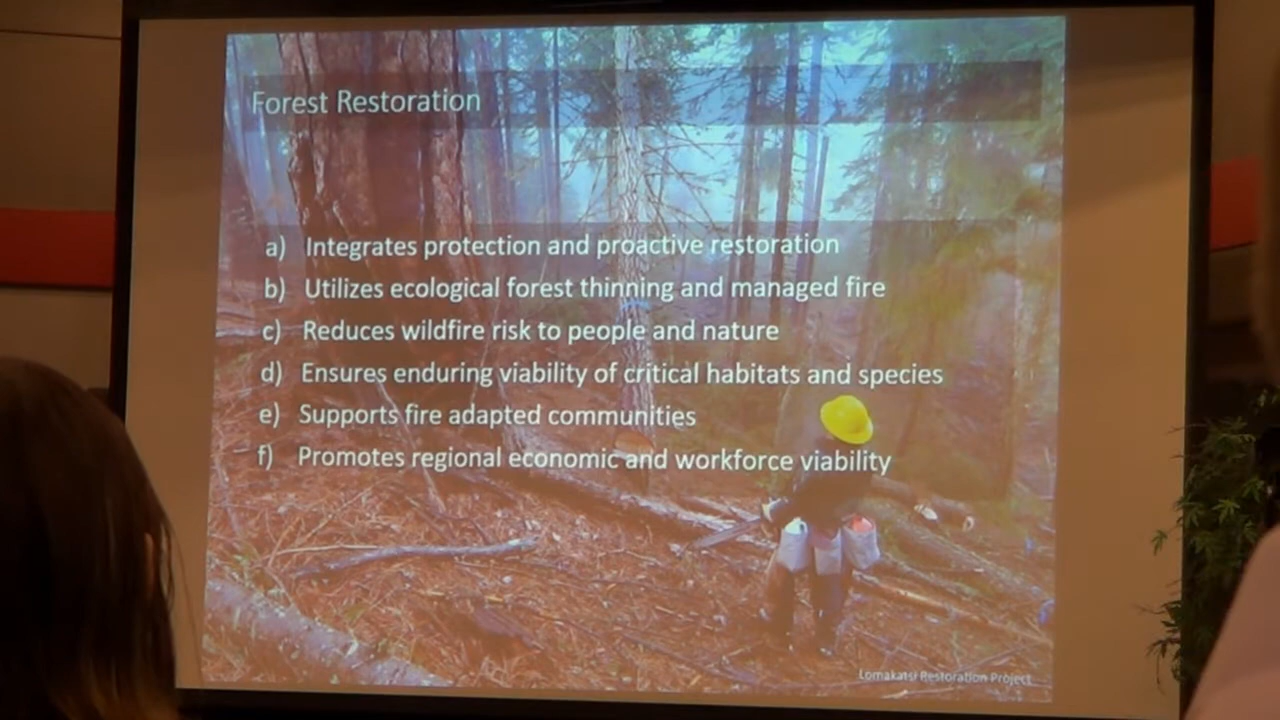 Forest Restoration
a) Integrates protection and proactive restoration
b) Utilizes ecological forest thinning and managed fire
c) Reduces wildfire risk to people and nature
d) Ensures enduring viability of critical habitats and species
e) Supports fire adapted communities
f) Promotes regional economic and workforce viability
Lomakatsi Restoration Project